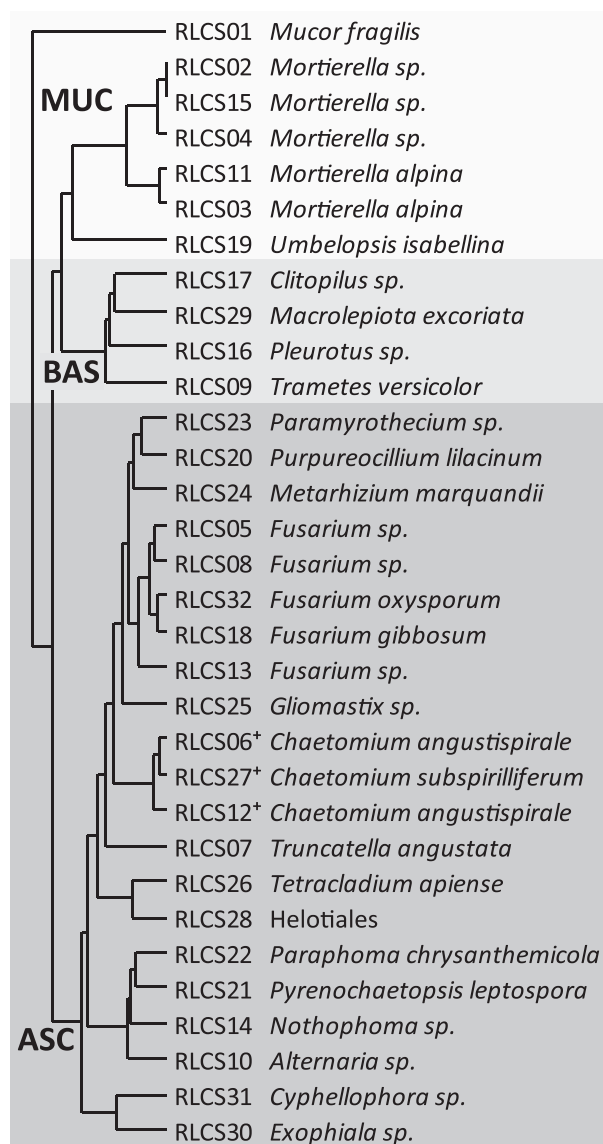 RLCS01 Mucor fragilis
RLCS02 Mortierella sp.
MUC
RLCS15 Mortierella sp.
RLCS04 Mortierella sp.
RLCS11 Mortierella alpina
RLCS03 Mortierella alpina
RLCS19 Umbelopsis isabellina
RLCS17 Clitopilus sp.
RLCS29 Macrolepiota excoriata
RLCS16 Pleurotus sp.
BAS
RLCS09 Trametes versicolor
RLCS23 Paramyrothecium sp.
RLCS20 Purpureocillium lilacinum
RLCS24 Metarhizium marquandii
RLCS05 Fusarium sp.
RLCS08 Fusarium sp.
RLCS32 Fusarium oxysporum
RLCS18 Fusarium gibbosum
RLCS13 Fusarium sp.
RLCS25 Gliomastix sp.
RLCS06⁺ Chaetomium angustispirale
RLCS27⁺ Chaetomium subspirilliferum
RLCS12⁺ Chaetomium angustispirale
RLCS07 Truncatella angustata
RLCS26 Tetracladium apiense
RLCS28 Helotiales
RLCS22 Paraphoma chrysanthemicola
RLCS21 Pyrenochaetopsis leptospora
RLCS14 Nothophoma sp.
ASC
RLCS10 Alternaria sp.
RLCS31 Cyphellophora sp.
RLCS30 Exophiala sp.